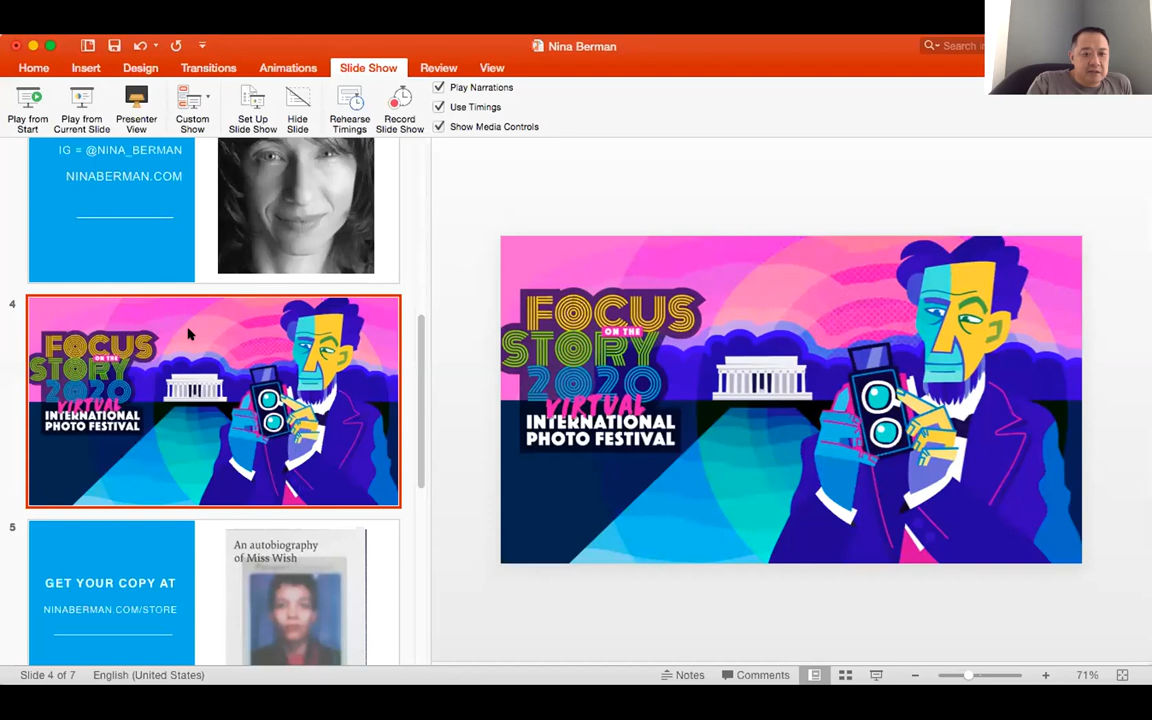 Nina Berman
Search in
Home Insert Design Transitions Animations Slide Show Review View
Play from Start
Play from Current Slide
Presenter View
Custom Show
Set Up Slide Show
Hide Slide
Rehearse Timings
Record Slide Show
Play Narrations
Use Timings
Show Media Controls
IG = @NINA_BERMAN
NINABERMAN.COM
4
FOCUS
ON THE
STORY
2020
VIRTUAL
INTERNATIONAL
PHOTO FESTIVAL
5
GET YOUR COPY AT
NINABERMAN.COM/STORE
An autobiography
of Miss Wish
FOCUS
ON THE
STORY
2020
VIRTUAL
INTERNATIONAL
PHOTO FESTIVAL
Slide 4 of 7 English (United States) Notes Comments 71%